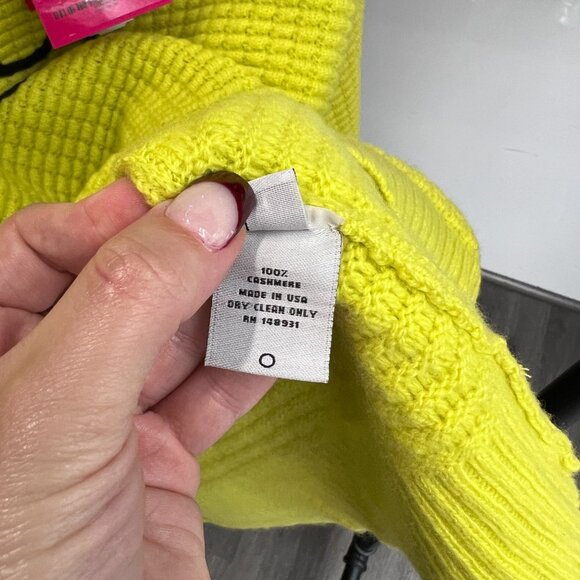 100%
CASHMERE
MADE IN USA
DRY CLEAN ONLY
RN 148931
O